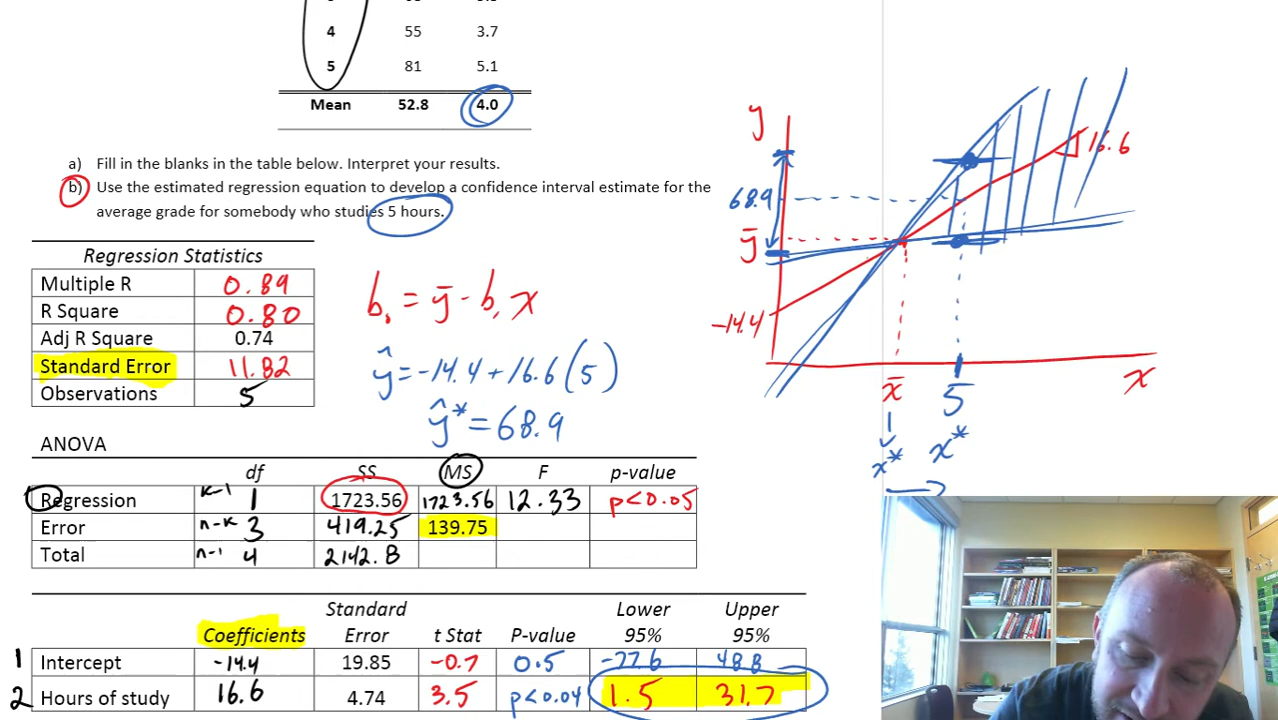 4 55 3.7
5 81 5.1
Mean 52.8 4.0
a) Fill in the blanks in the table below. Interpret your results.
b) Use the estimated regression equation to develop a confidence interval estimate for the
average grade for somebody who studies 5 hours.
Regression Statistics
Multiple R 0.89
R Square 0.80
Adj R Square 0.74
Standard Error 11.82
Observations 5
b₀ = ȳ - b₁ x
ŷ = -14.4 + 16.6 (5)
ŷ* = 68.9
ANOVA
df SS MS F p-value
Regression k-1 1 1723.56 1723.56 12.33 p<0.05
Error n-k 3 419.25 139.75
Total n-1 4 2142.8
Coefficients Standard Error t Stat P-value Lower 95% Upper 95%
1 Intercept -14.4 19.85 -0.7 0.5 -77.6 48.8
2 Hours of study 16.6 4.74 3.5 p<0.04 1.5 31.7
y
16.6
68.9
ȳ
-14.4
x̄ 5 x
x* x*